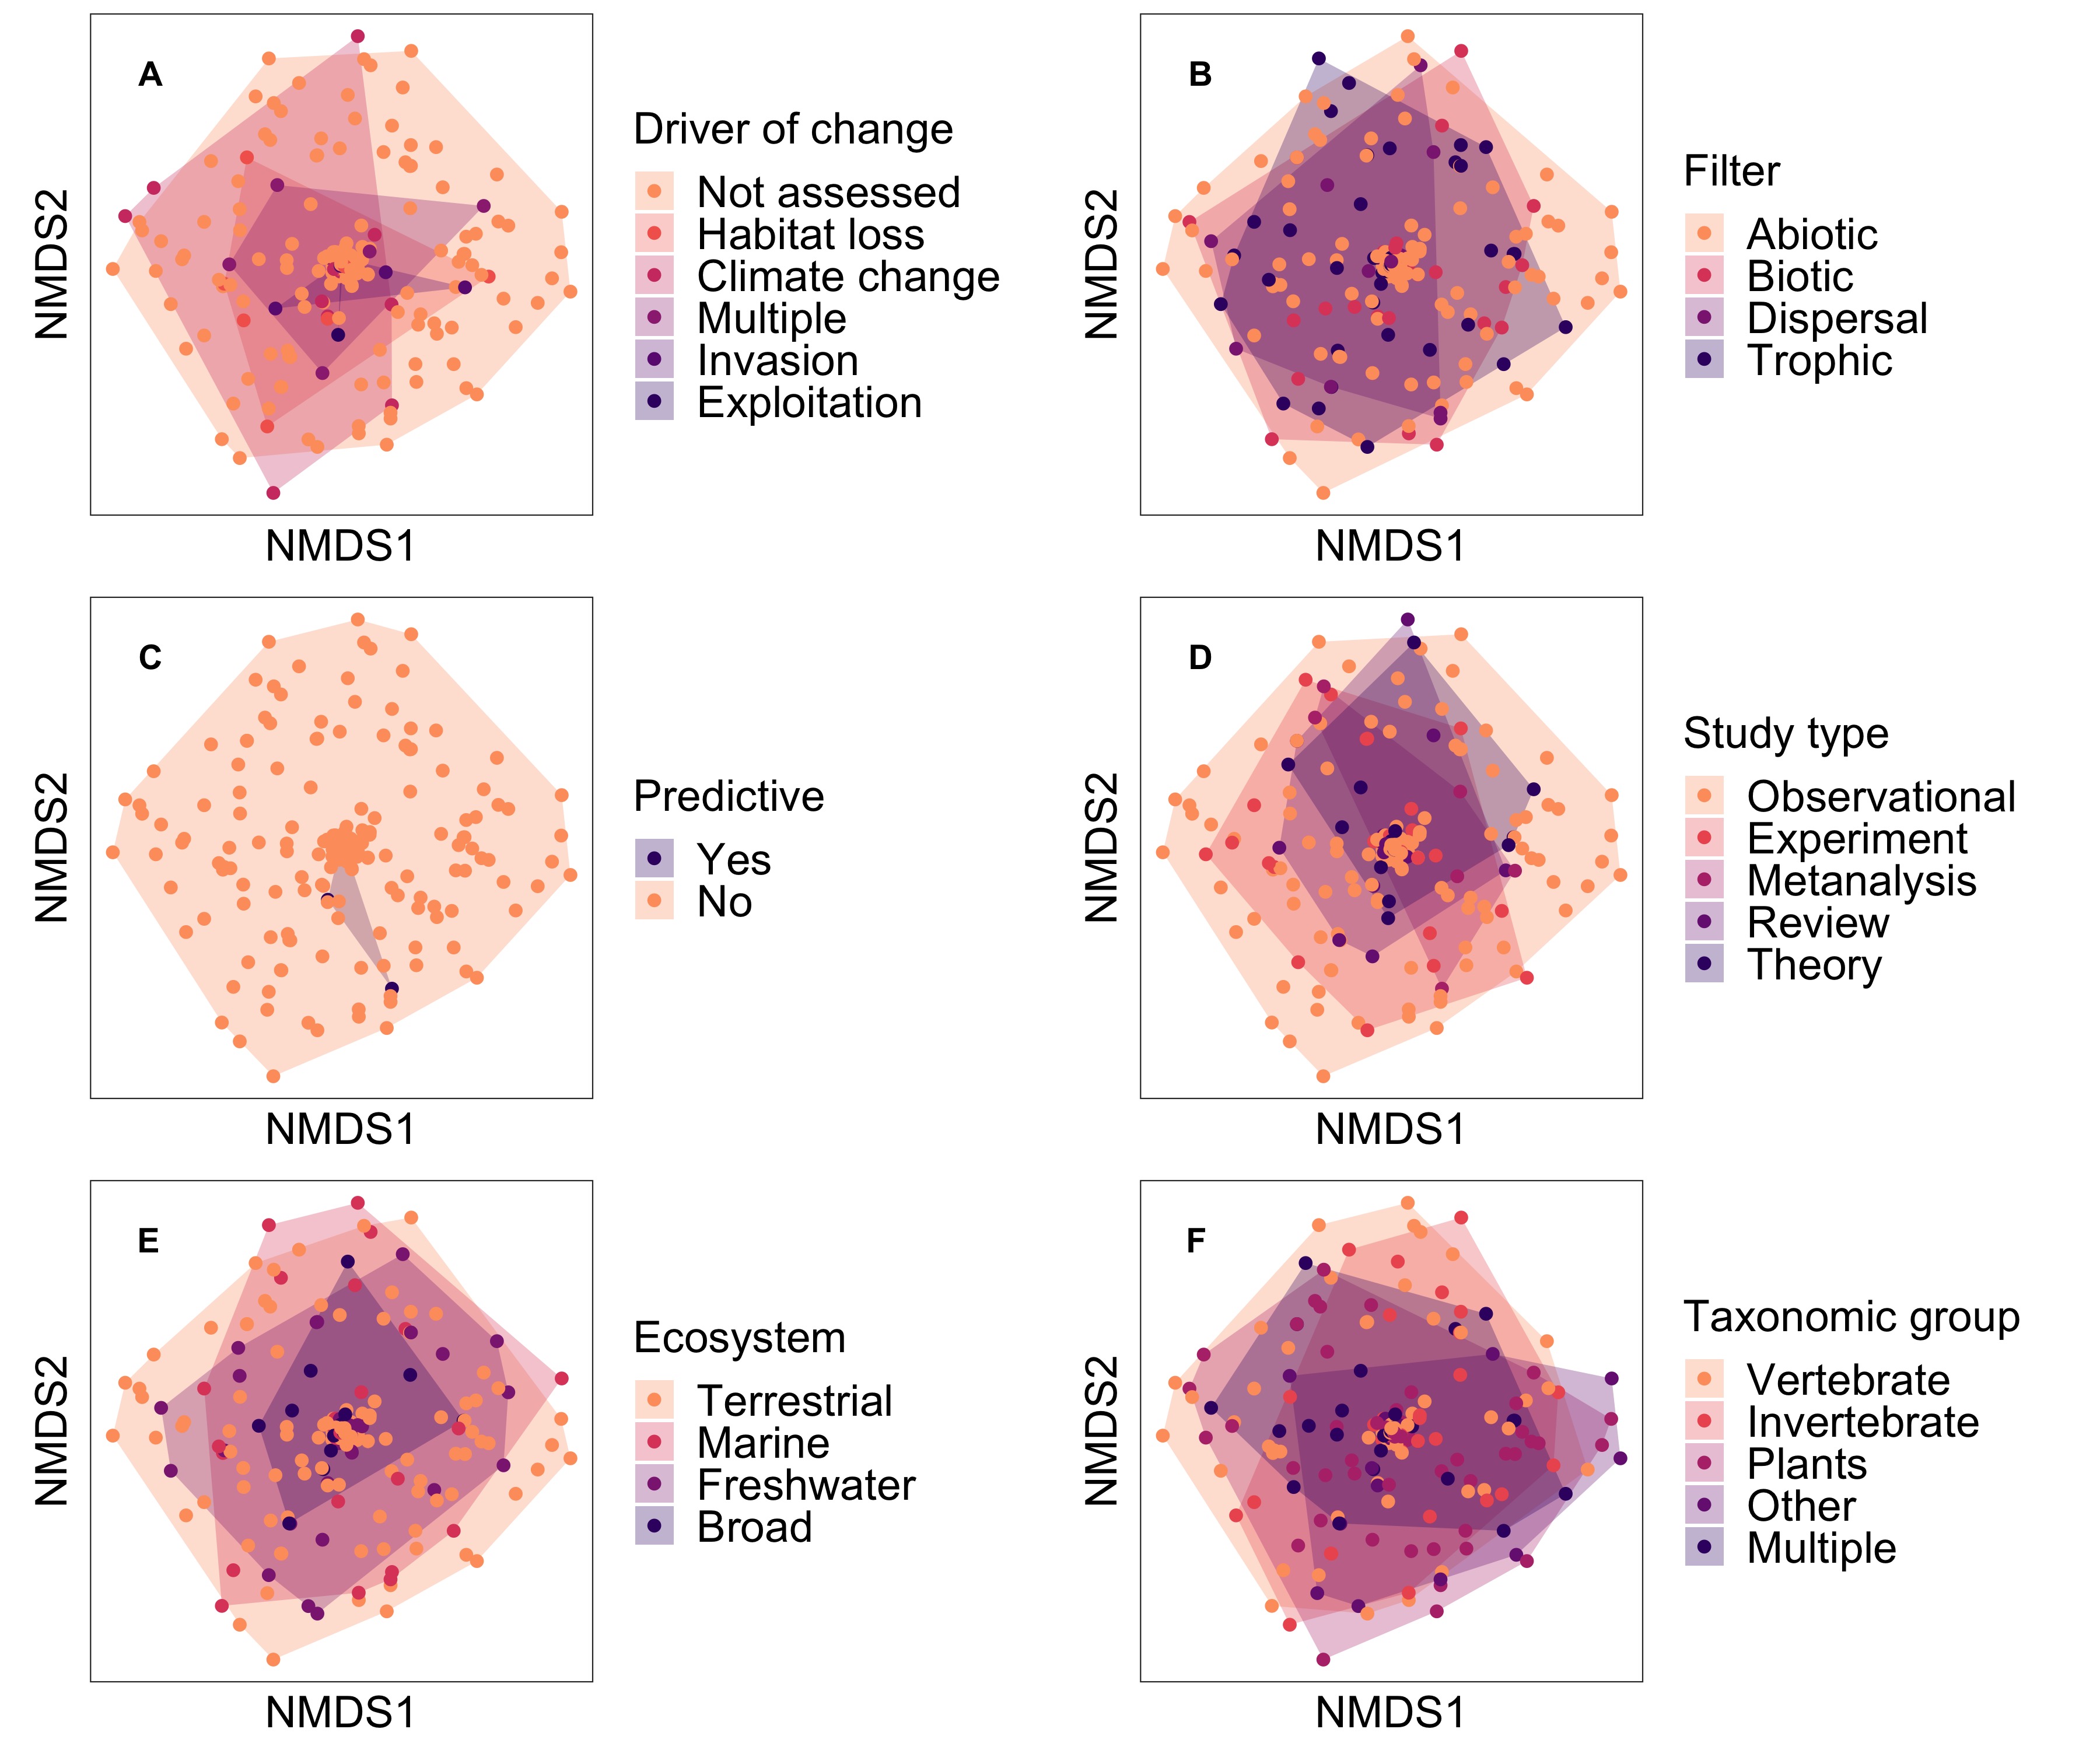 A
NMDS2
NMDS1
Driver of change
Not assessed
Habitat loss
Climate change
Multiple
Invasion
Exploitation
B
NMDS2
NMDS1
Filter
Abiotic
Biotic
Dispersal
Trophic
C
NMDS2
NMDS1
Predictive
Yes
No
D
NMDS2
NMDS1
Study type
Observational
Experiment
Metanalysis
Review
Theory
E
NMDS2
NMDS1
Ecosystem
Terrestrial
Marine
Freshwater
Broad
F
NMDS2
NMDS1
Taxonomic group
Vertebrate
Invertebrate
Plants
Other
Multiple